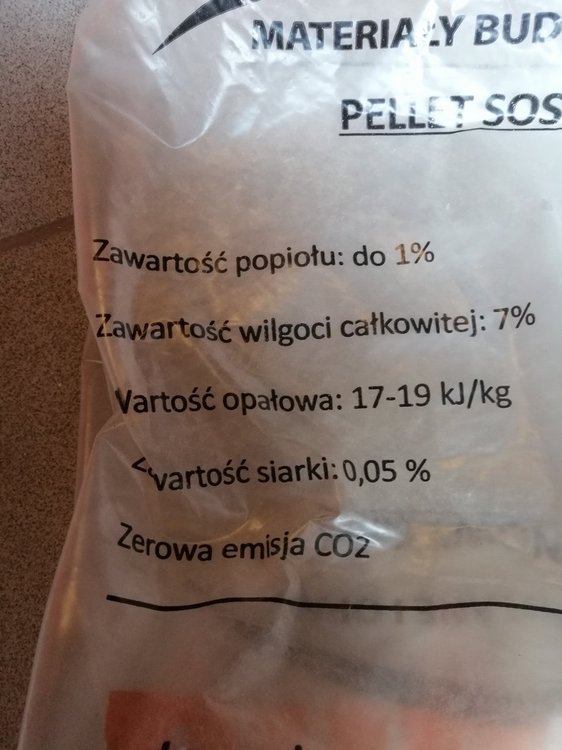 MATERIAŁY BUD
PELLET SOS
Zawartość popiołu: do 1%
Zawartość wilgoci całkowitej: 7%
Wartość opałowa: 17-19 kJ/kg
Zawartość siarki: 0,05 %
Zerowa emisja CO2